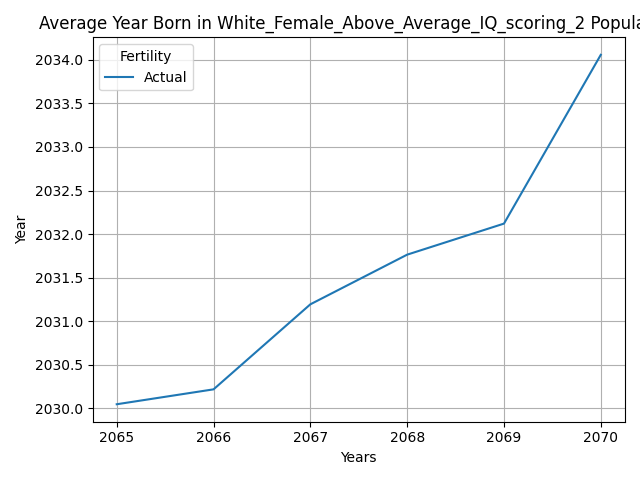 Average Year Born in White_Female_Above_Average_IQ_scoring_2 Popula
Fertility
Actual
2034.0
2033.5
2033.0
2032.5
2032.0
2031.5
2031.0
2030.5
2030.0
Year
2065 2066 2067 2068 2069 2070
Years